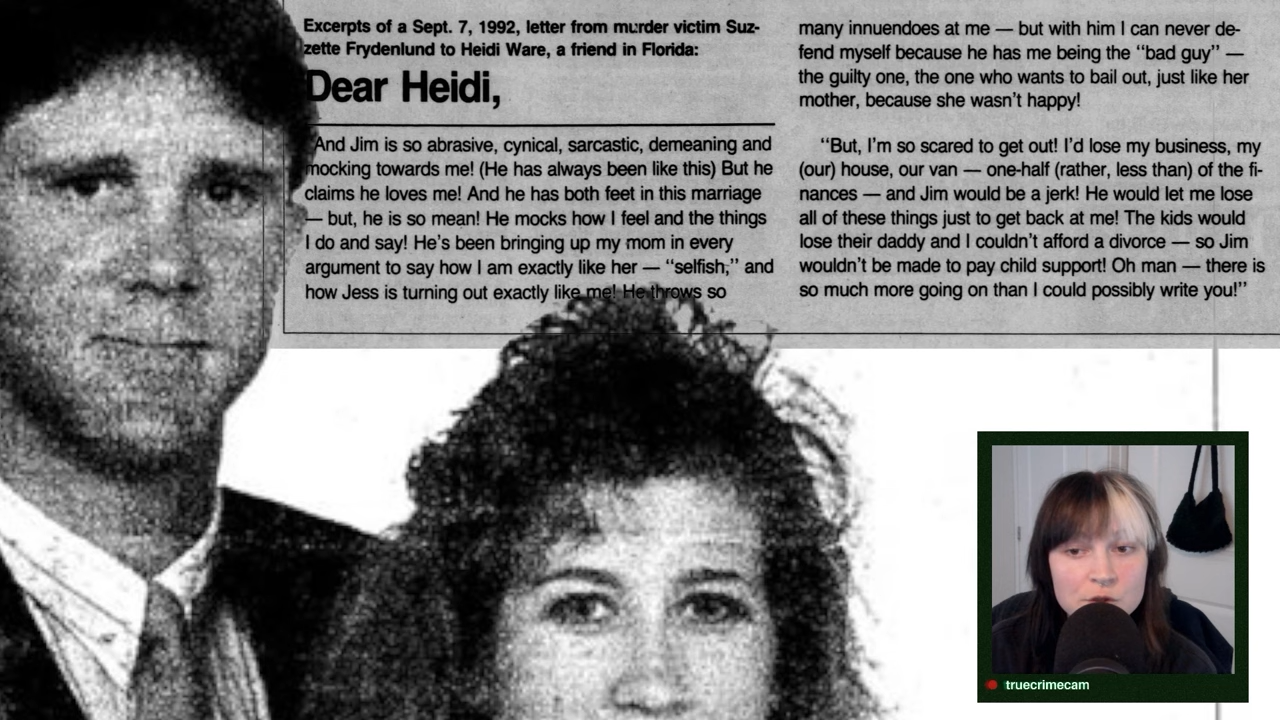 Excerpts of a Sept. 7, 1992, letter from murder victim Suz-
zette Frydenlund to Heidi Ware, a friend in Florida:
Dear Heidi,
And Jim is so abrasive, cynical, sarcastic, demeaning and
mocking towards me! (He has always been like this) But he
claims he loves me! And he has both feet in this marriage
— but, he is so mean! He mocks how I feel and the things
I do and say! He’s been bringing up my mom in every
argument to say how I am exactly like her — “selfish,” and
how Jess is turning out exactly like me! He throws so
many innuendoes at me — but with him I can never de-
fend myself because he has me being the “bad guy” —
the guilty one, the one who wants to bail out, just like her
mother, because she wasn’t happy!
“But, I’m so scared to get out! I’d lose my business, my
(our) house, our van — one-half (rather, less than) of the fi-
nances — and Jim would be a jerk! He would let me lose
all of these things just to get back at me! The kids would
lose their daddy and I couldn’t afford a divorce — so Jim
wouldn’t be made to pay child support! Oh man — there is
so much more going on than I could possibly write you!”
truecrimecam